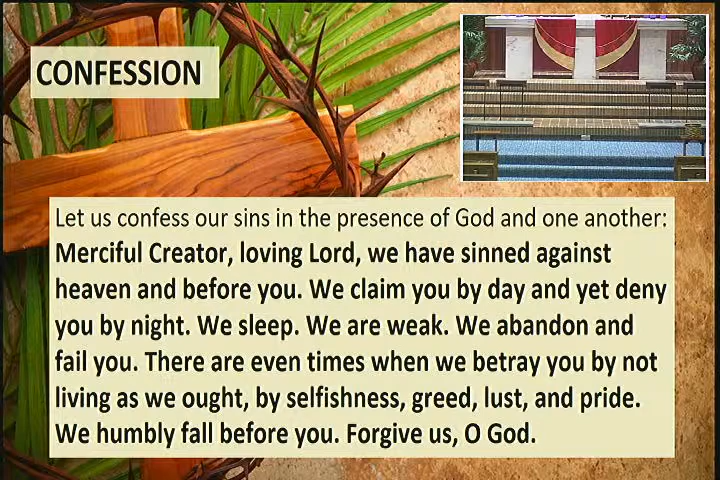 CONFESSION
Let us confess our sins in the presence of God and one another:
Merciful Creator, loving Lord, we have sinned against
heaven and before you. We claim you by day and yet deny
you by night. We sleep. We are weak. We abandon and
fail you. There are even times when we betray you by not
living as we ought, by selfishness, greed, lust, and pride.
We humbly fall before you. Forgive us, O God.